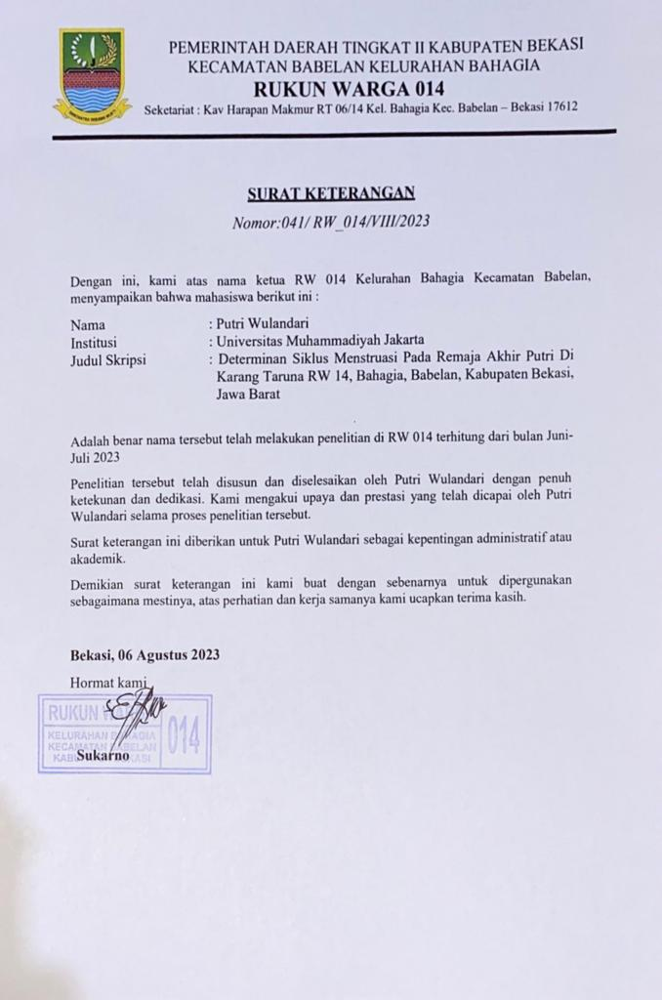 PEMERINTAH DAERAH TINGKAT II KABUPATEN BEKASI
KECAMATAN BABELAN KELURAHAN BAHAGIA
RUKUN WARGA 014
Seketariat : Kav Harapan Makmur RT 06/14 Kel. Bahagia Kec. Babelan – Bekasi 17612
SURAT KETERANGAN
Nomor:041/ RW_014/VIII/2023
Dengan ini, kami atas nama ketua RW 014 Kelurahan Bahagia Kecamatan Babelan,
menyampaikan bahwa mahasiswa berikut ini :
Nama : Putri Wulandari
Institusi : Universitas Muhammadiyah Jakarta
Judul Skripsi : Determinan Siklus Menstruasi Pada Remaja Akhir Putri Di
Karang Taruna RW 14, Bahagia, Babelan, Kabupaten Bekasi,
Jawa Barat
Adalah benar nama tersebut telah melakukan penelitian di RW 014 terhitung dari bulan Juni-
Juli 2023
Penelitian tersebut telah disusun dan diselesaikan oleh Putri Wulandari dengan penuh
ketekunan dan dedikasi. Kami mengakui upaya dan prestasi yang telah dicapai oleh Putri
Wulandari selama proses penelitian tersebut.
Surat keterangan ini diberikan untuk Putri Wulandari sebagai kepentingan administratif atau
akademik.
Demikian surat keterangan ini kami buat dengan sebenarnya untuk dipergunakan
sebagaimana mestinya, atas perhatian dan kerja samanya kami ucapkan terima kasih.
Bekasi, 06 Agustus 2023
Hormat kami
RUKUN
014
KELURAHAN
KECAMATAN BABELAN
Sukarno